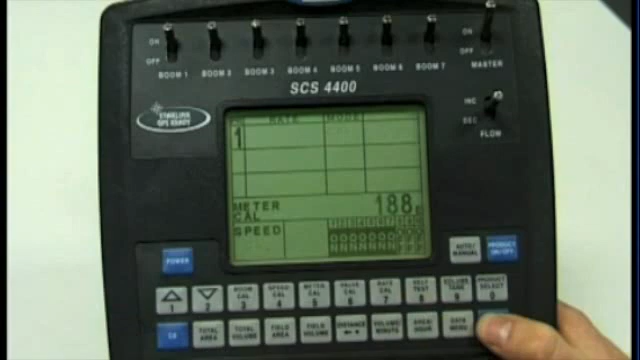 ON
OFF
BOOM 1 BOOM 2 BOOM 3 BOOM 4 BOOM 5 BOOM 6 BOOM 7
ON
OFF
MASTER
SCS 4400
INC
DEC
FLOW
RATE MODE
1
METER
CAL 188
SPEED
POWER
AUTO/
MANUAL
PRODUCT
ON/OFF
1 2
BOOM
CAL
3
SPEED
CAL
4
METER
CAL
5
VALVE
CAL
6
RATE
CAL
7
SELF
TEST
8
VOLUME
TANK
9
PRODUCT
SELECT
0
CE
TOTAL
AREA
TOTAL
VOLUME
FIELD
AREA
FIELD
VOLUME
DISTANCE
VOLUME/
MINUTE
AREA/
HOUR
DATA
MENU